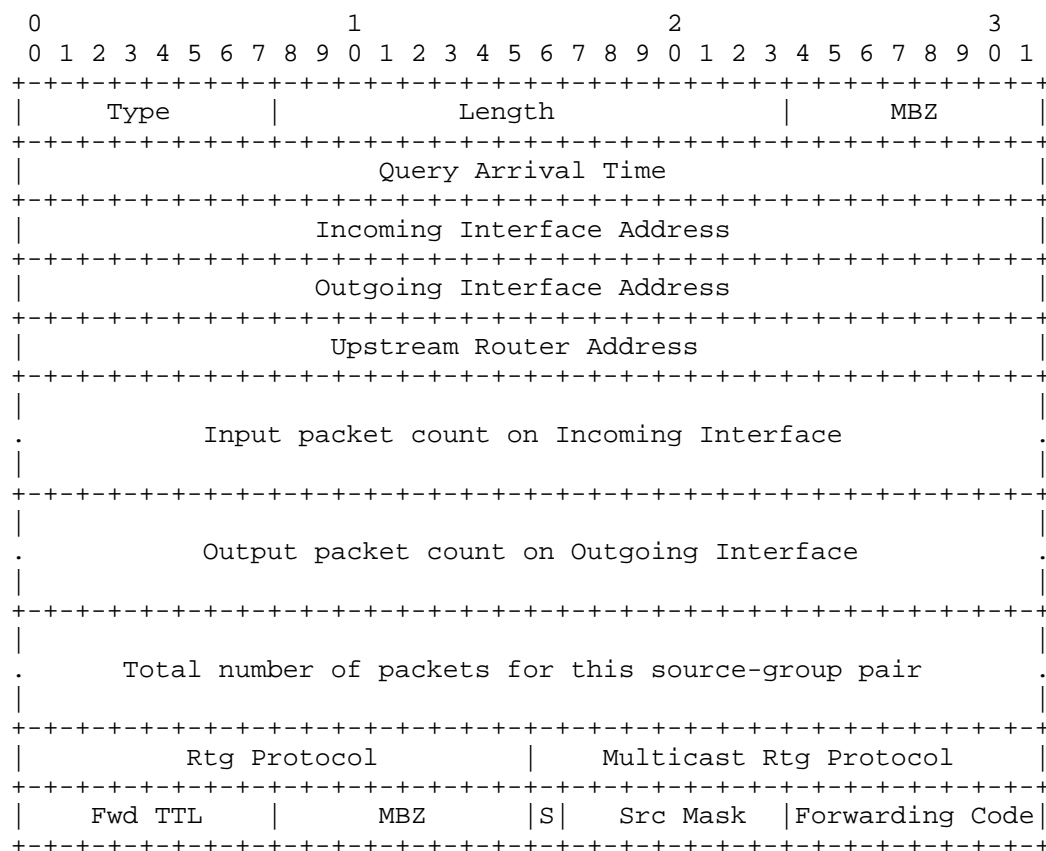 0                   1                   2                   3
 0 1 2 3 4 5 6 7 8 9 0 1 2 3 4 5 6 7 8 9 0 1 2 3 4 5 6 7 8 9 0 1
+-+-+-+-+-+-+-+-+-+-+-+-+-+-+-+-+-+-+-+-+-+-+-+-+-+-+-+-+-+-+-+-+
|     Type      |           Length              |      MBZ      |
+-+-+-+-+-+-+-+-+-+-+-+-+-+-+-+-+-+-+-+-+-+-+-+-+-+-+-+-+-+-+-+-+
|                      Query Arrival Time                       |
+-+-+-+-+-+-+-+-+-+-+-+-+-+-+-+-+-+-+-+-+-+-+-+-+-+-+-+-+-+-+-+-+
|                  Incoming Interface Address                   |
+-+-+-+-+-+-+-+-+-+-+-+-+-+-+-+-+-+-+-+-+-+-+-+-+-+-+-+-+-+-+-+-+
|                  Outgoing Interface Address                   |
+-+-+-+-+-+-+-+-+-+-+-+-+-+-+-+-+-+-+-+-+-+-+-+-+-+-+-+-+-+-+-+-+
|                   Upstream Router Address                     |
+-+-+-+-+-+-+-+-+-+-+-+-+-+-+-+-+-+-+-+-+-+-+-+-+-+-+-+-+-+-+-+-+
|                                                               |
.           Input packet count on Incoming Interface            .
|                                                               |
+-+-+-+-+-+-+-+-+-+-+-+-+-+-+-+-+-+-+-+-+-+-+-+-+-+-+-+-+-+-+-+-+
|                                                               |
.           Output packet count on Outgoing Interface           .
|                                                               |
+-+-+-+-+-+-+-+-+-+-+-+-+-+-+-+-+-+-+-+-+-+-+-+-+-+-+-+-+-+-+-+-+
|                                                               |
.      Total number of packets for this source-group pair       .
|                                                               |
+-+-+-+-+-+-+-+-+-+-+-+-+-+-+-+-+-+-+-+-+-+-+-+-+-+-+-+-+-+-+-+-+
|          Rtg Protocol         |    Multicast Rtg Protocol     |
+-+-+-+-+-+-+-+-+-+-+-+-+-+-+-+-+-+-+-+-+-+-+-+-+-+-+-+-+-+-+-+-+
|    Fwd TTL    |      MBZ      |S|   Src Mask  |Forwarding Code|
+-+-+-+-+-+-+-+-+-+-+-+-+-+-+-+-+-+-+-+-+-+-+-+-+-+-+-+-+-+-+-+-+